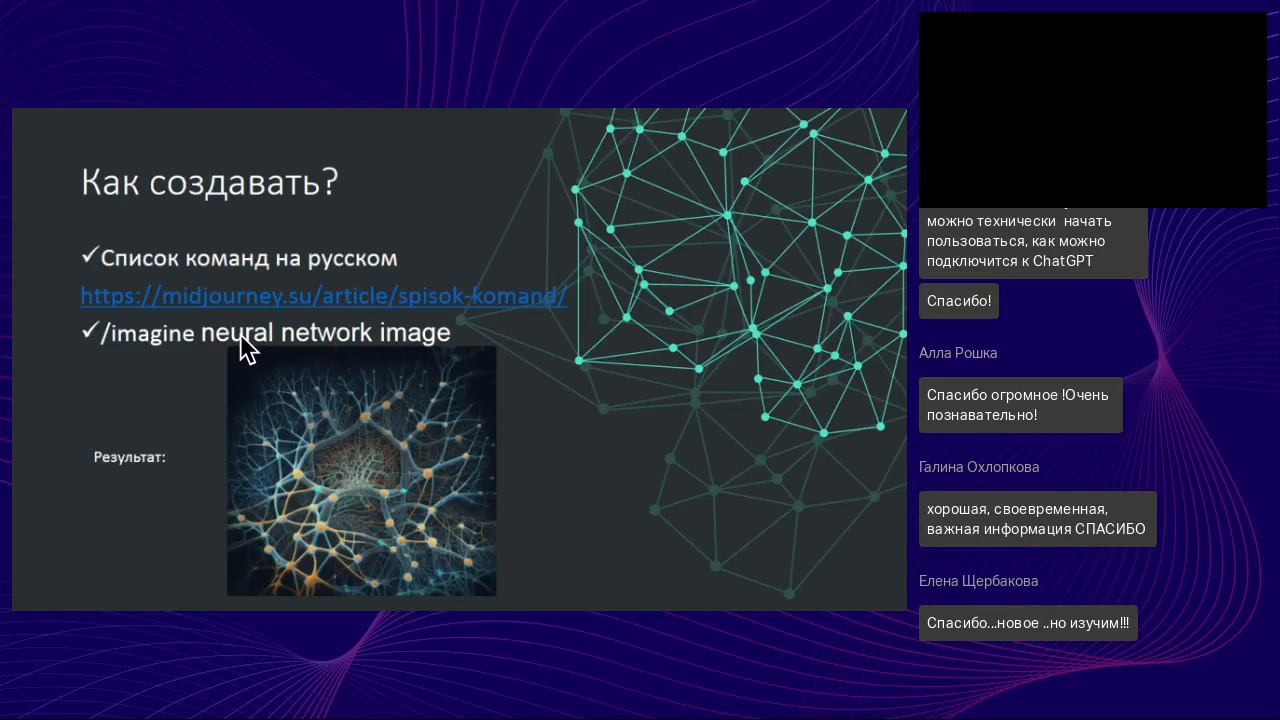 Как создавать?
✓Список команд на русском
https://midjourney.su/article/spisok-komand/
✓/imagine neural network image
Результат:
можно технически начать
пользоваться, как можно
подключится к ChatGPT
Спасибо!
Алла Рошка
Спасибо огромное !Очень
познавательно!
Галина Охлопкова
хорошая, своевременная,
важная информация СПАСИБО
Елена Щербакова
Спасибо...новое ..но изучим!!!